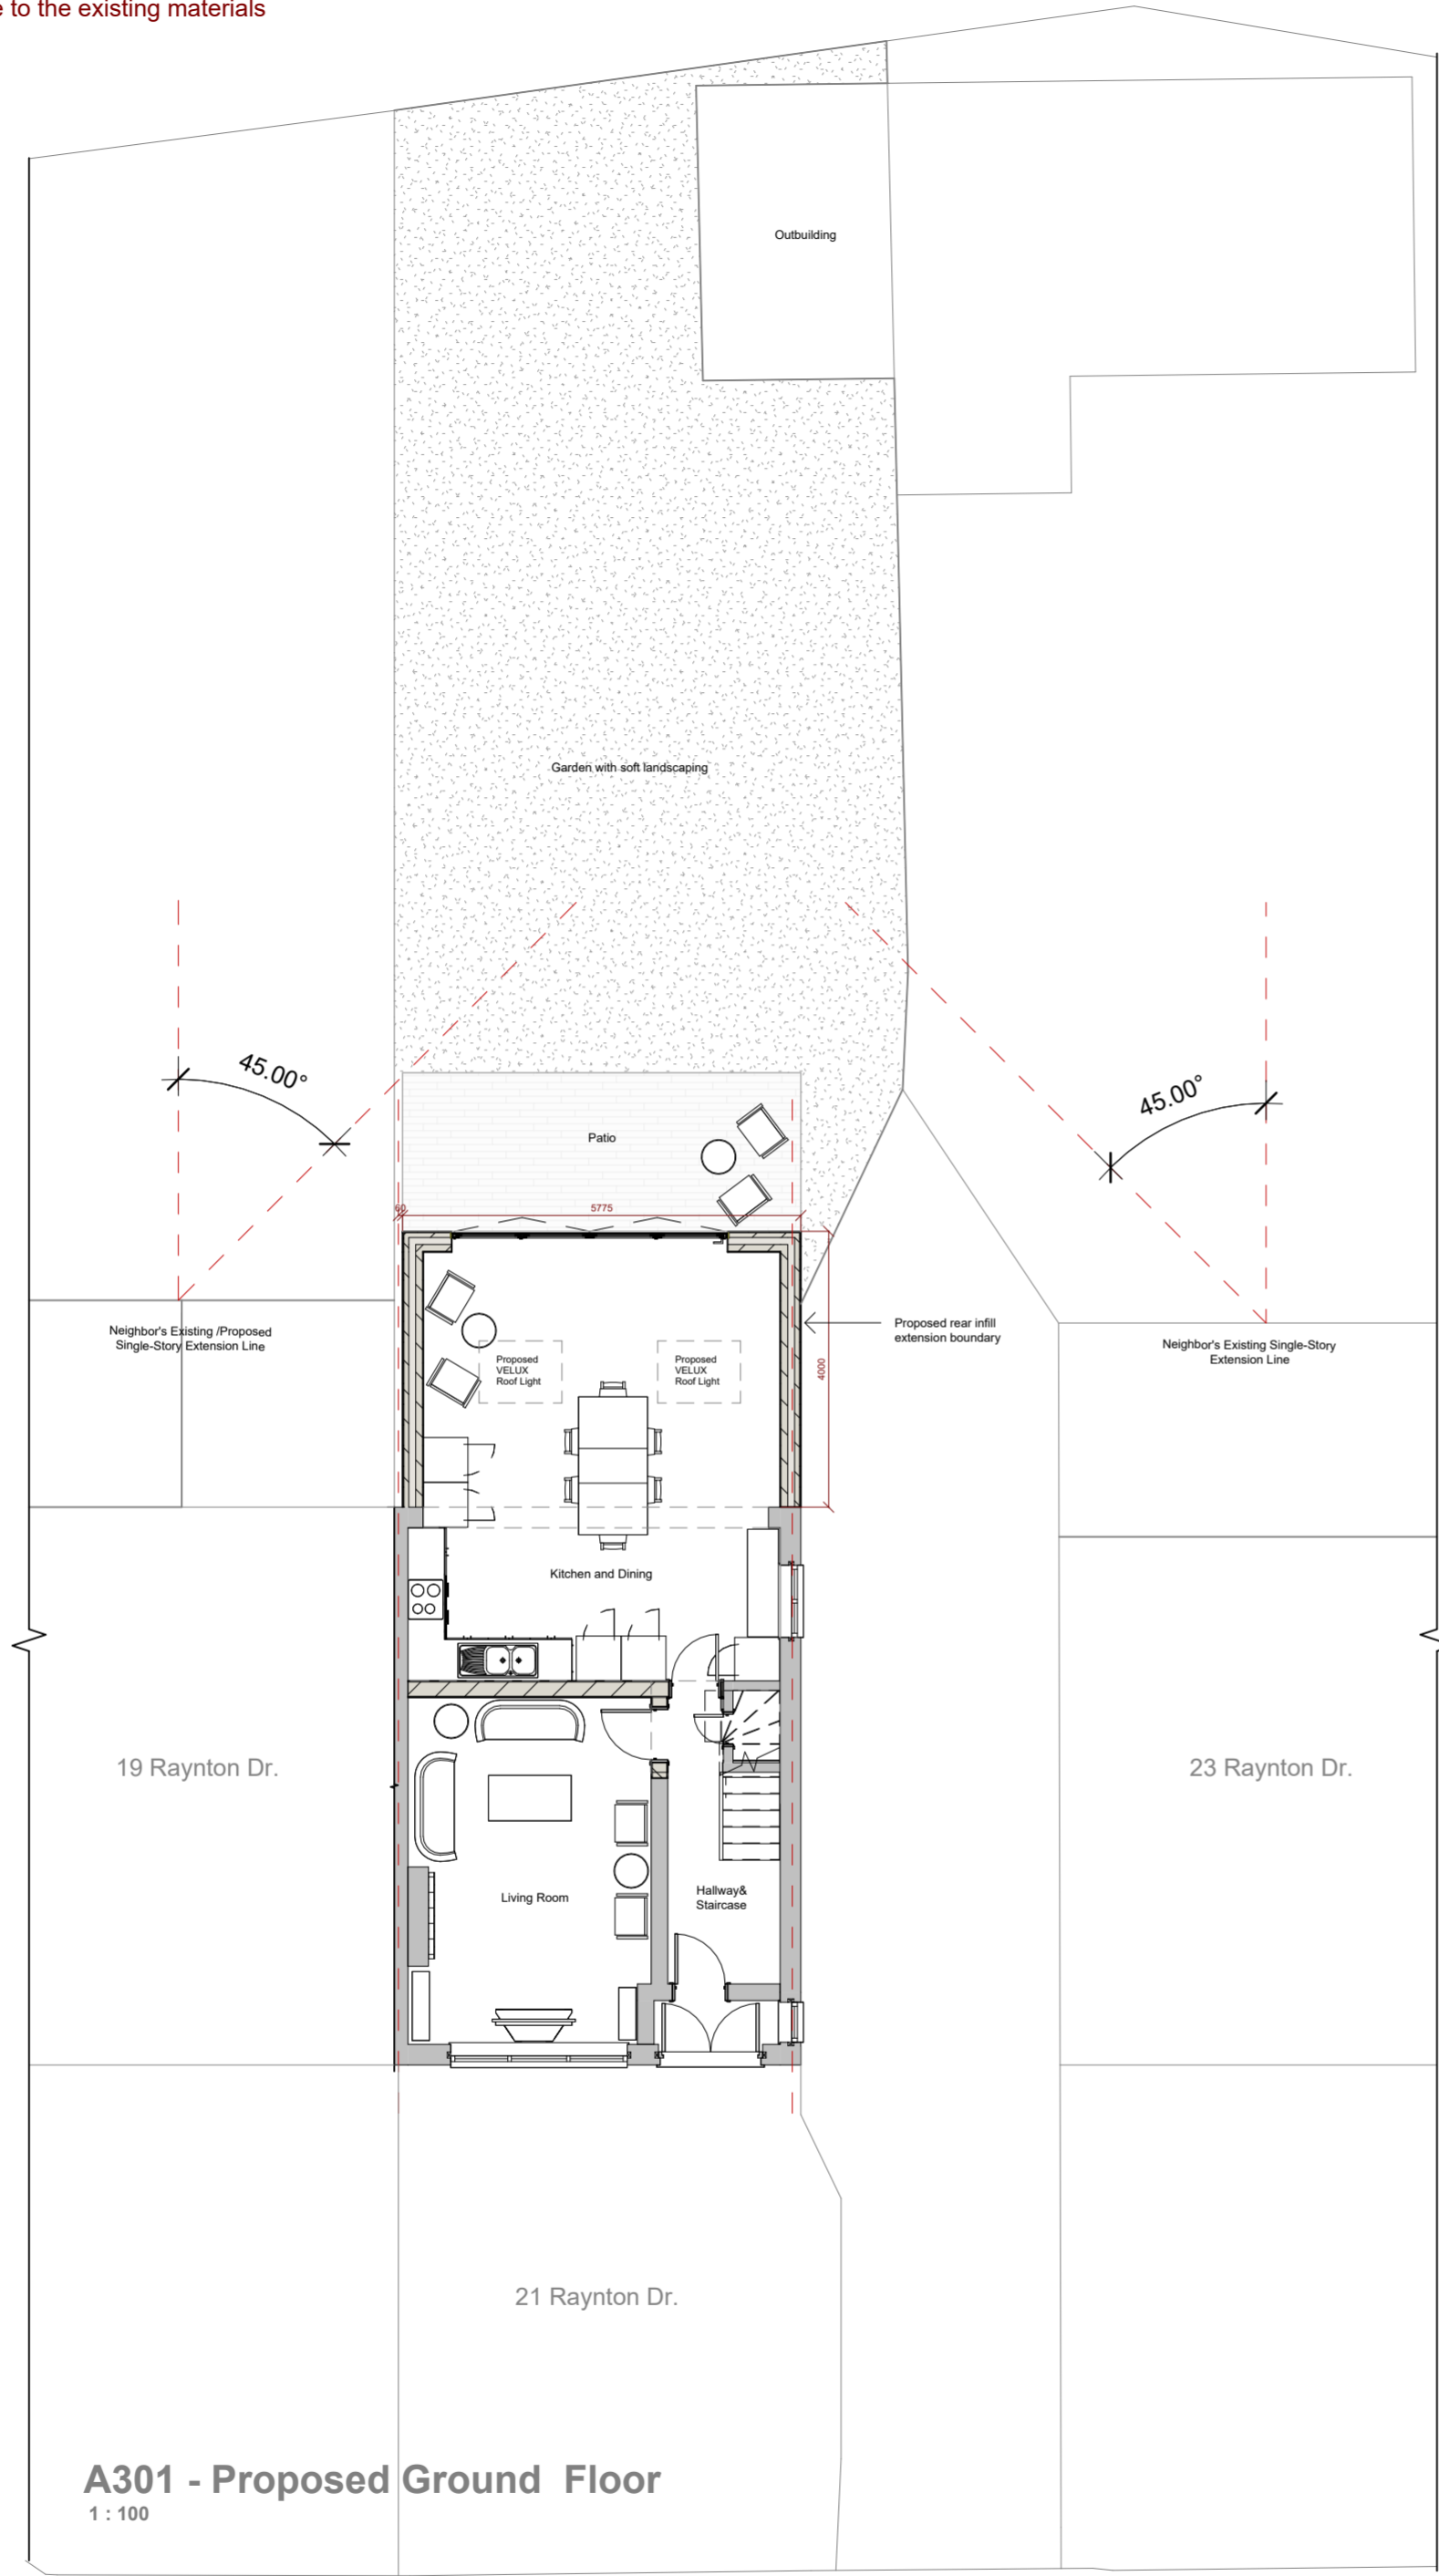 to the existing materials
Outbuilding
Garden with soft landscaping
45.00°
45.00°
Patio
60
5775
Neighbor's Existing /Proposed
Single-Story Extension Line
Proposed
VELUX
Roof Light
Proposed
VELUX
Roof Light
4000
Proposed rear infill
extension boundary
Neighbor's Existing Single-Story
Extension Line
Kitchen and Dining
19 Raynton Dr.
23 Raynton Dr.
Living Room
Hallway&
Staircase
21 Raynton Dr.
A301 - Proposed Ground Floor
1 : 100